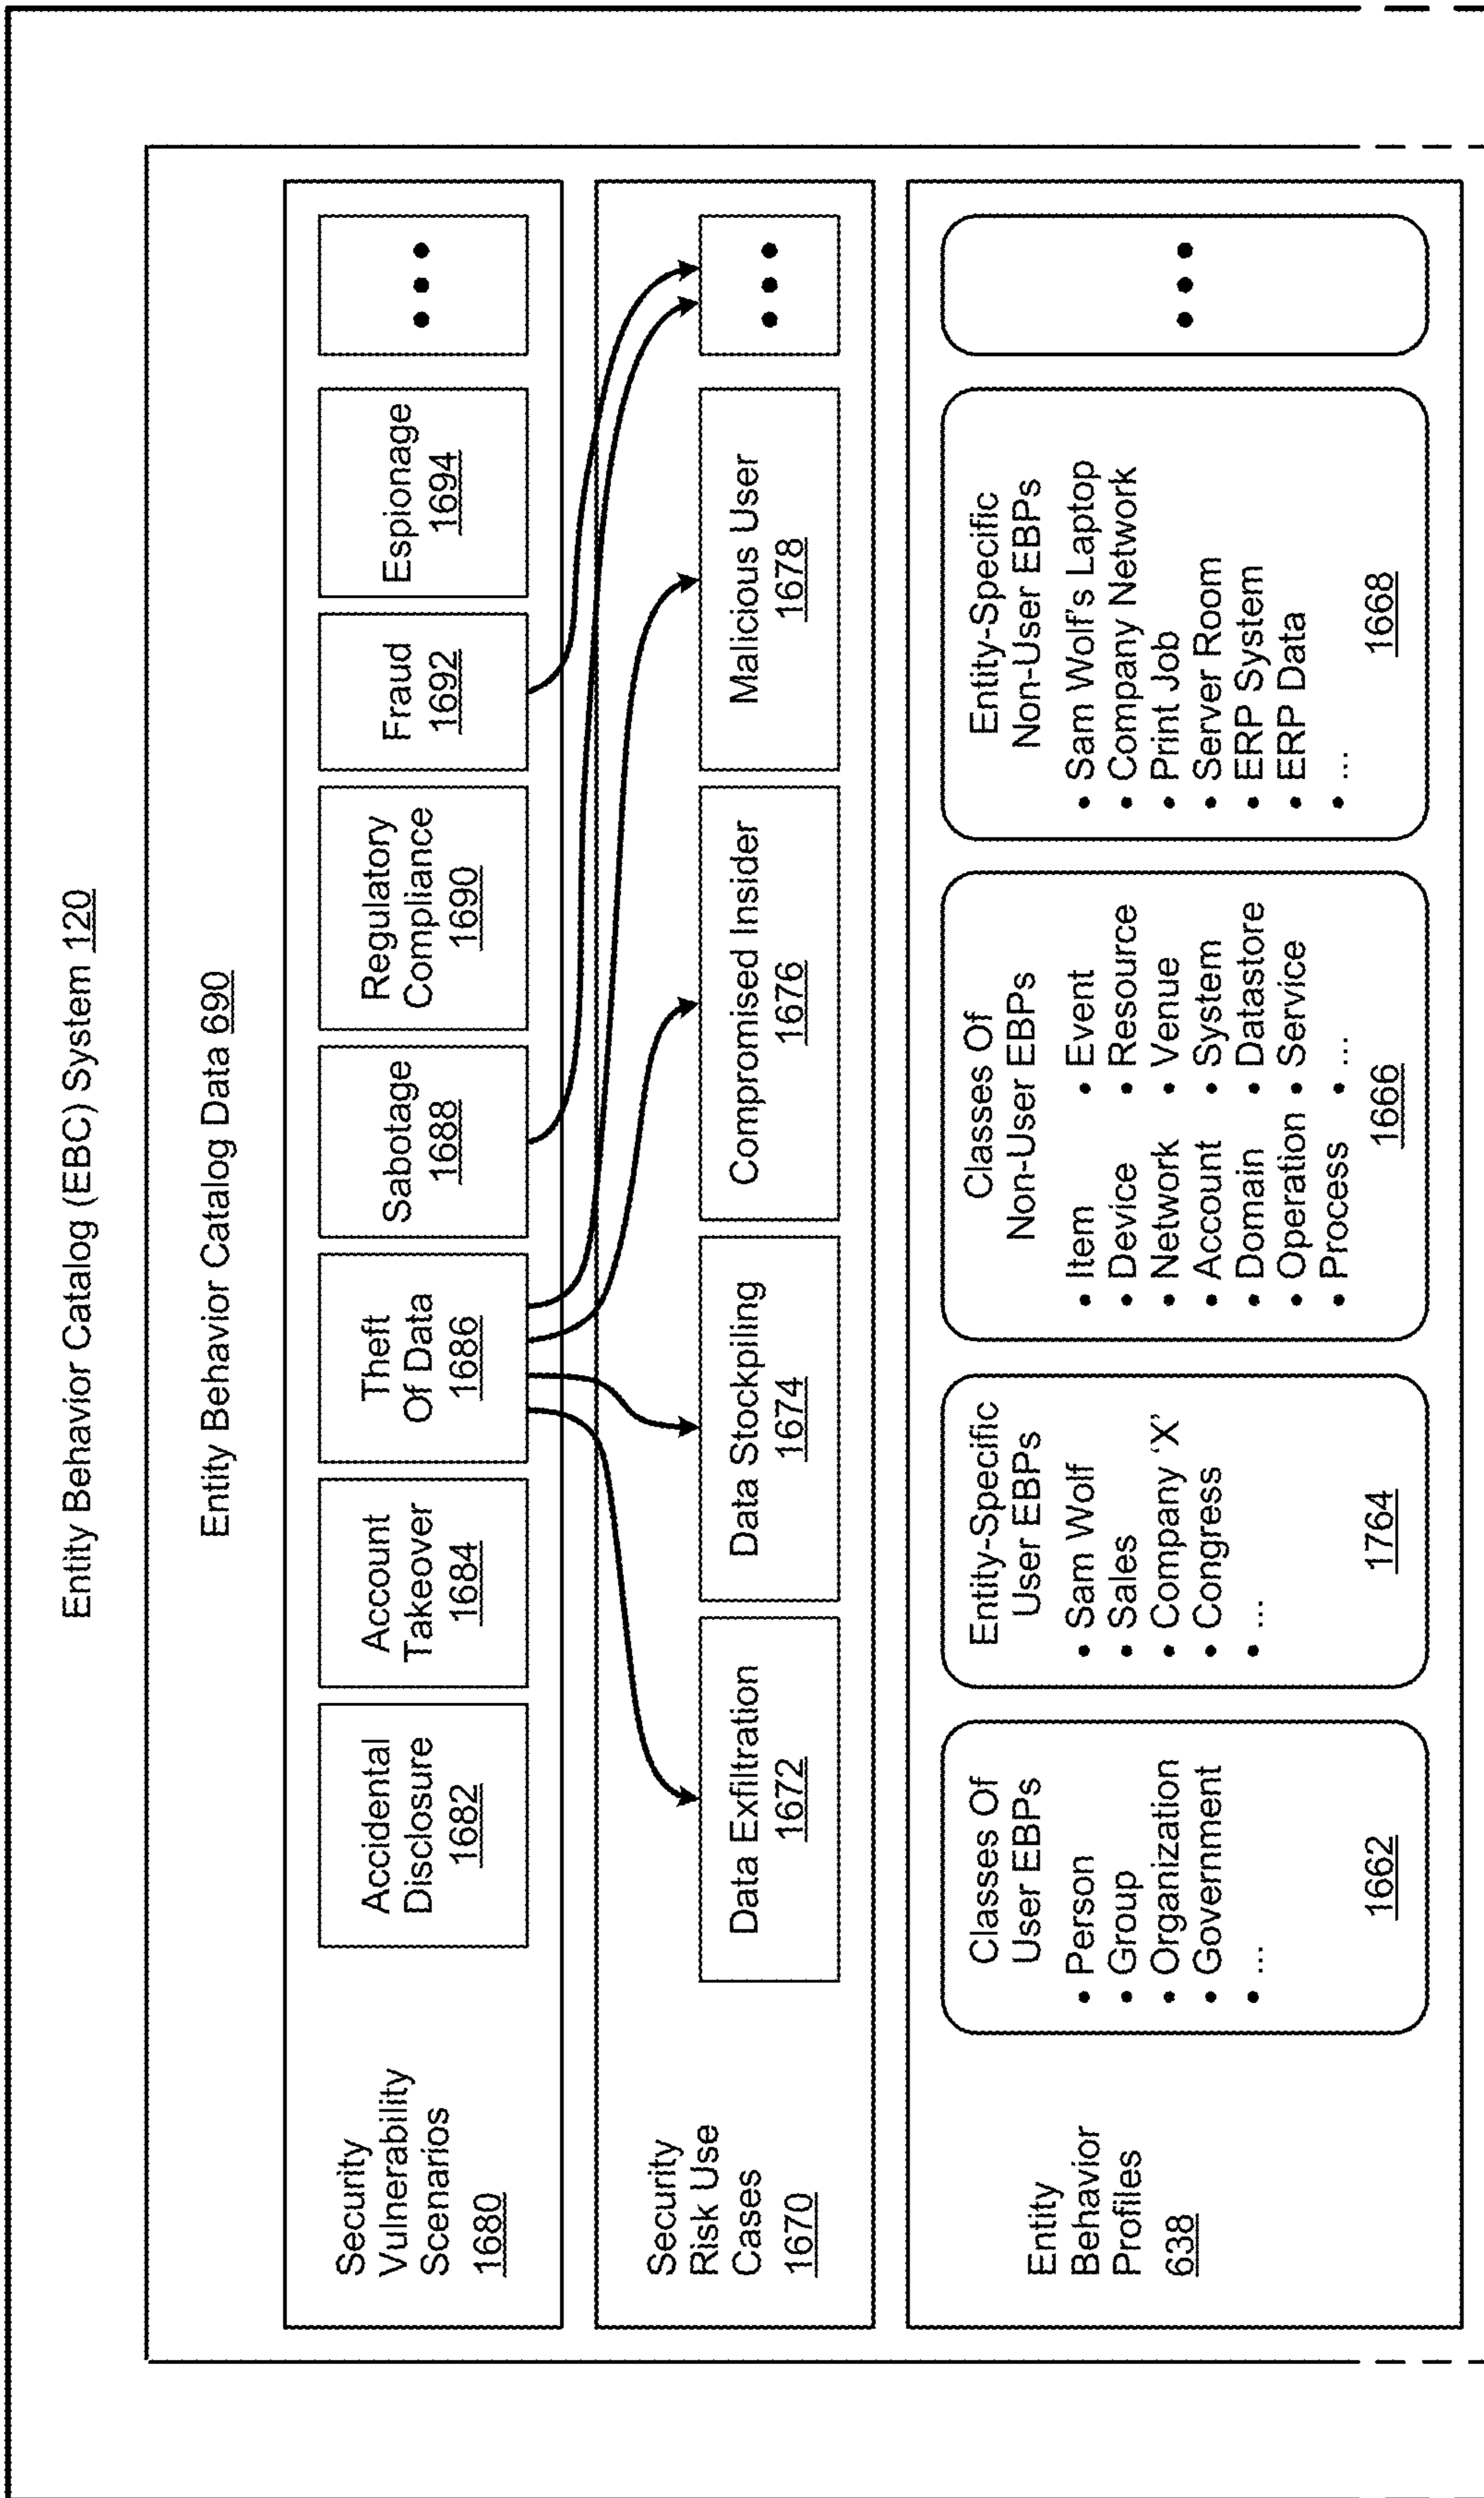 Entity Behavior Catalog (EBC) System 120
Entity Behavior Catalog Data 690
Security
Vulnerability
Scenarios
1680
Accidental
Disclosure
1682
Account
Takeover
1684
Theft
Of Data
1686
Sabotage
1688
Regulatory
Compliance
1690
Fraud
1692
Espionage
1694
• • •
Security
Risk Use
Cases
1670
Data Exfiltration
1672
Data Stockpiling
1674
Compromised Insider
1676
Malicious User
1678
• • •
Entity
Behavior
Profiles
638
Classes Of
User EBPs
• Person
• Group
• Organization
• Government
• ...
1662
Entity-Specific
User EBPs
• Sam Wolf
• Sales
• Company ‘X’
• Congress
• ...
1764
Classes Of
Non-User EBPs
• Item • Event
• Device • Resource
• Network • Venue
• Account • System
• Domain • Datastore
• Operation • Service
• Process • ...
1666
Entity-Specific
Non-User EBPs
• Sam Wolf's Laptop
• Company Network
• Print Job
• Server Room
• ERP System
• ERP Data
• ...
1668
• • •